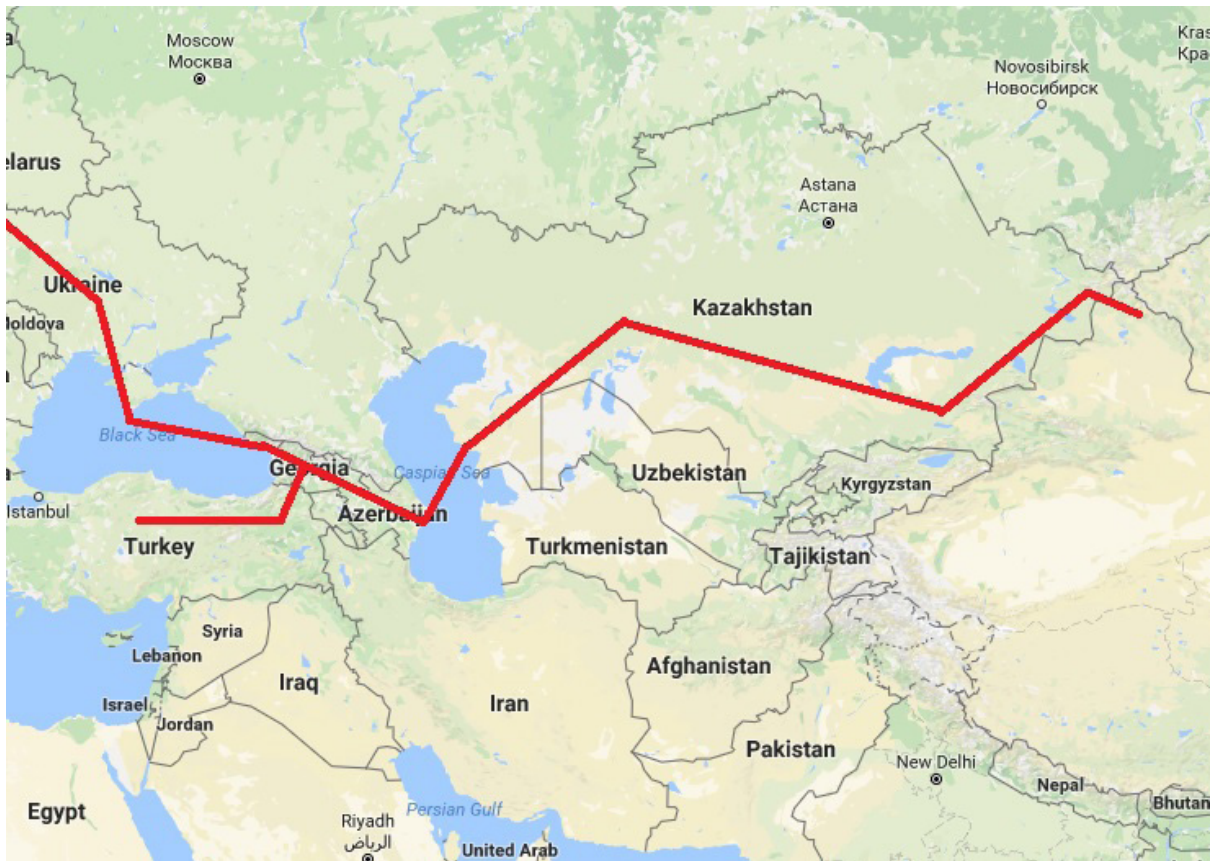 Moscow
Москва
Kras
Кра
Novosibirsk
Новосибирск
elarus
Astana
Астана
Ukraine
Kazakhstan
Moldova
Black Sea
Georgia
Caspian Sea
Uzbekistan
Kyrgyzstan
Istanbul
Azerbaijan
Turkey
Turkmenistan
Tajikistan
Syria
Lebanon
Afghanistan
Iraq
Iran
Israel
Jordan
Pakistan
New Delhi
Nepal
Bhutan
Egypt
Persian Gulf
Riyadh
الرياض
United Arab